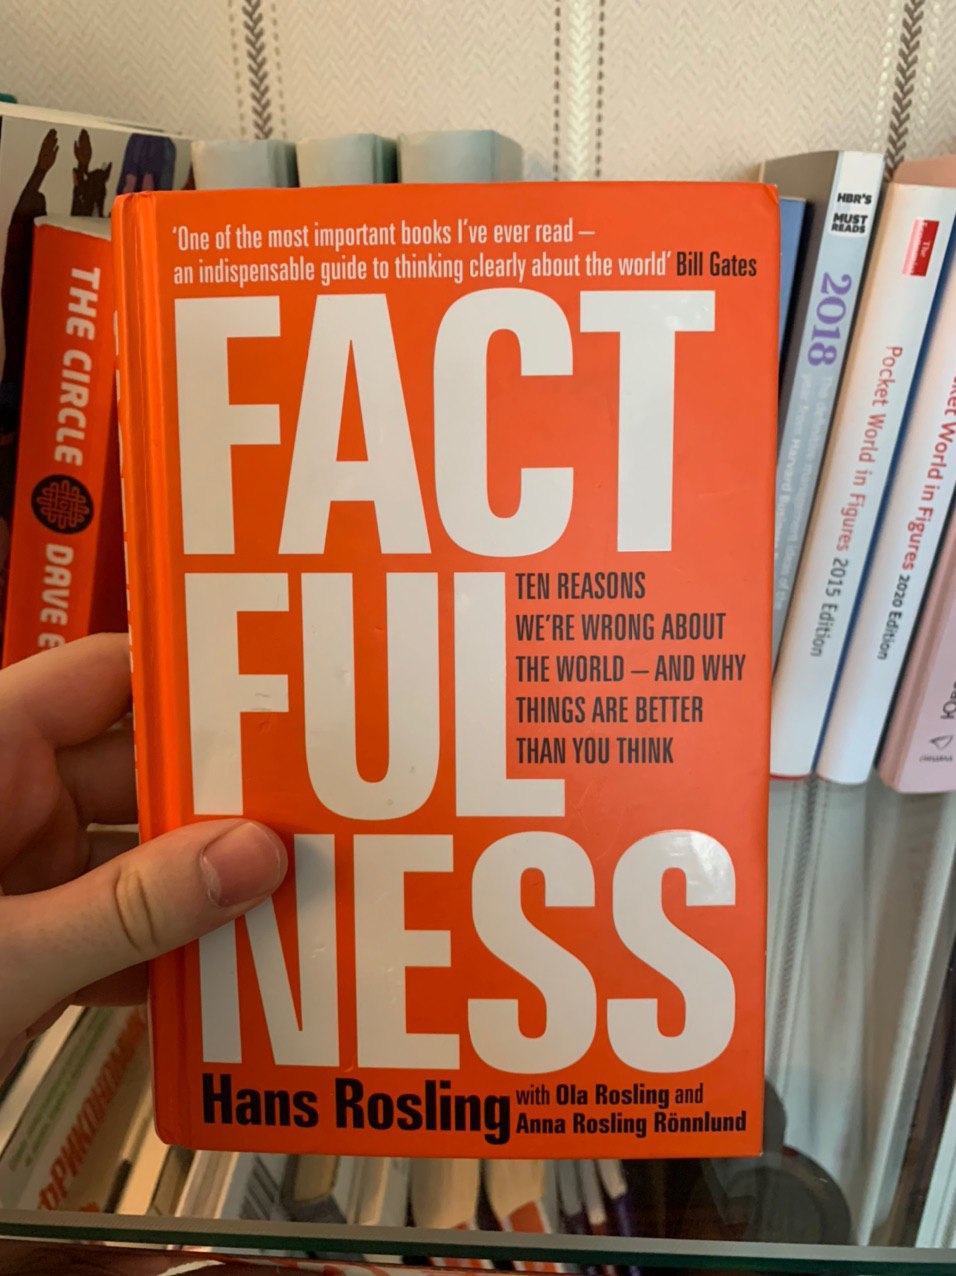 'One of the most important books I've ever read –
an indispensable guide to thinking clearly about the world' Bill Gates
FACT
FUL
NESS
TEN REASONS
WE'RE WRONG ABOUT
THE WORLD – AND WHY
THINGS ARE BETTER
THAN YOU THINK
Hans Rosling
with Ola Rosling and
Anna Rosling Rönnlund
THE CIRCLE
DAVE
HBR'S
MUST
READS
2018
Pocket World in Figures 2015 Edition
World in Figures 2020 Edition